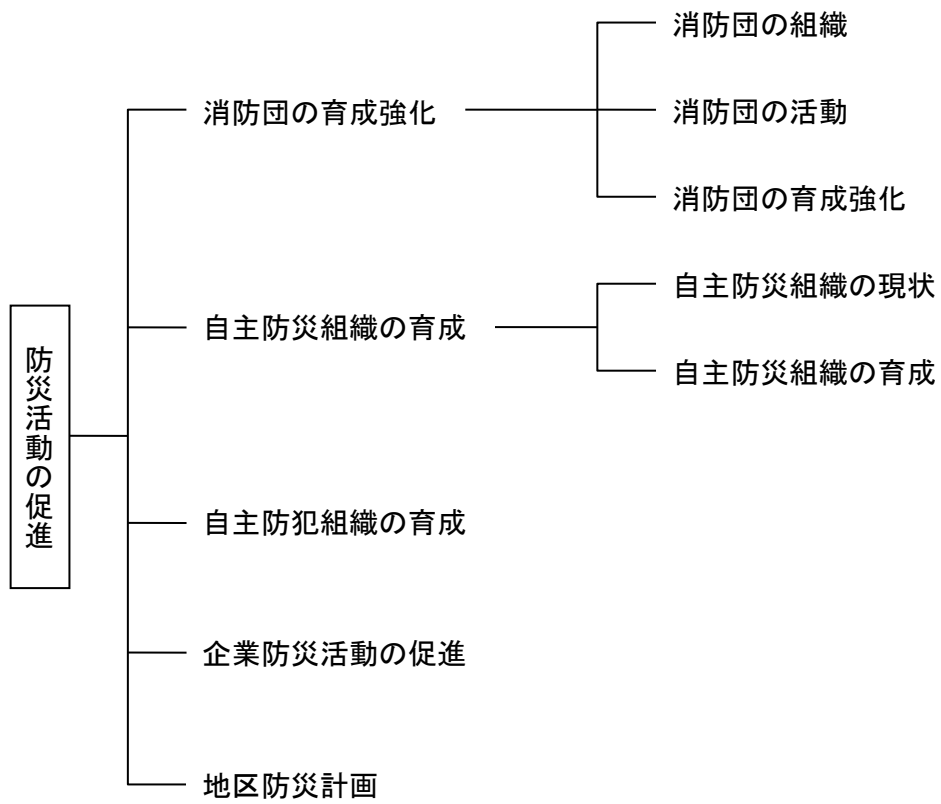 防災活動の促進
消防団の育成強化
消防団の組織
消防団の活動
消防団の育成強化
自主防災組織の育成
自主防災組織の現状
自主防災組織の育成
自主防犯組織の育成
企業防災活動の促進
地区防災計画